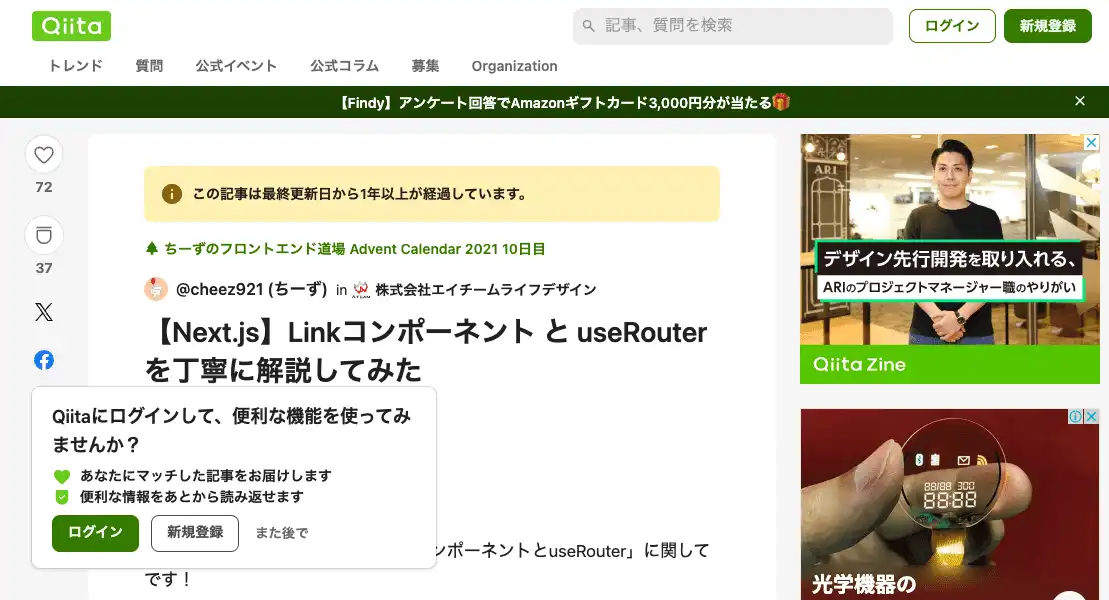 Qiita
記事、質問を検索
ログイン
新規登録
トレンド
質問
公式イベント
公式コラム
募集
Organization
【Findy】アンケート回答でAmazonギフトカード3,000円分が当たる🎁
72
37
この記事は最終更新日から1年以上が経過しています。
ちーずのフロントエンド道場 Advent Calendar 2021 10日目
@cheez921 (ちーず) in 株式会社エイチームライフデザイン
【Next.js】Linkコンポーネント と useRouter
を丁寧に解説してみた
Qiitaにログインして、便利な機能を使ってみ
ませんか？
あなたにマッチした記事をお届けします
便利な情報をあとから読み返せます
ログイン
新規登録
また後で
ンポーネントとuseRouter」に関して
です！
ARI
デザイン先行開発を取り入れる、
ARIのプロジェクトマネージャー職のやりがい
Qiita Zine
88/88 300
88:88
光学機器の